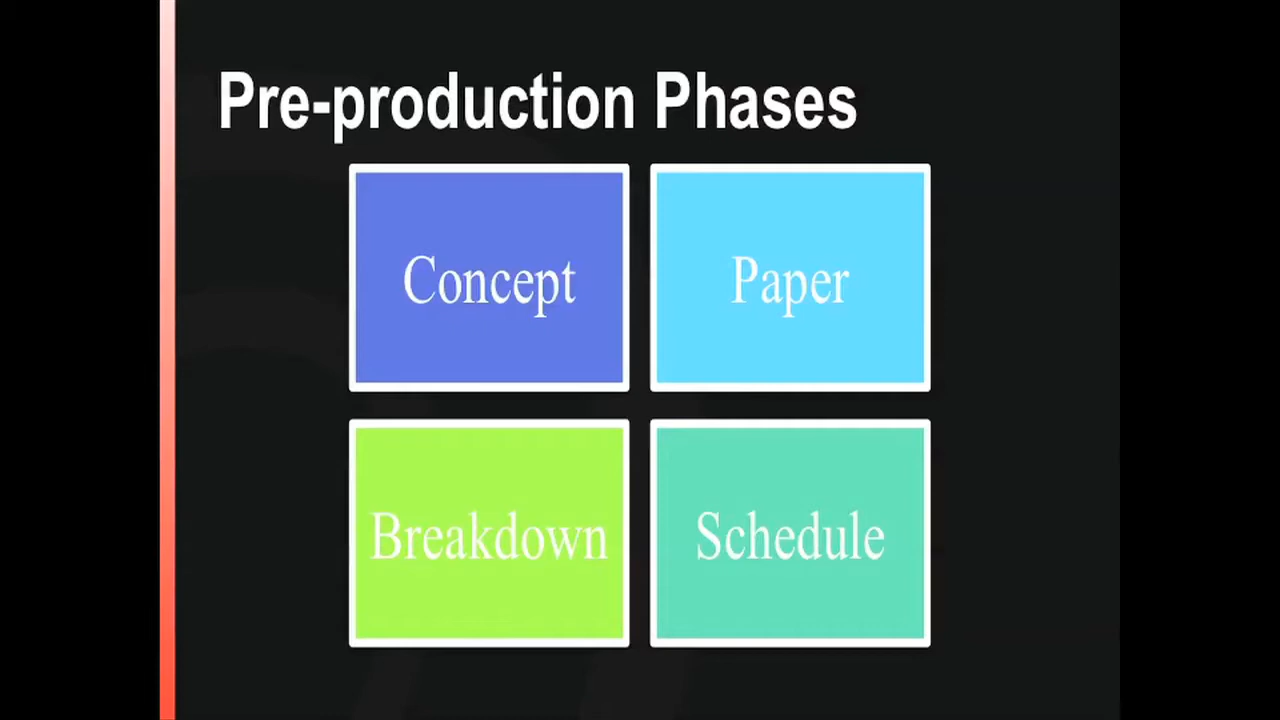 Pre-production Phases
Concept
Paper
Breakdown
Schedule